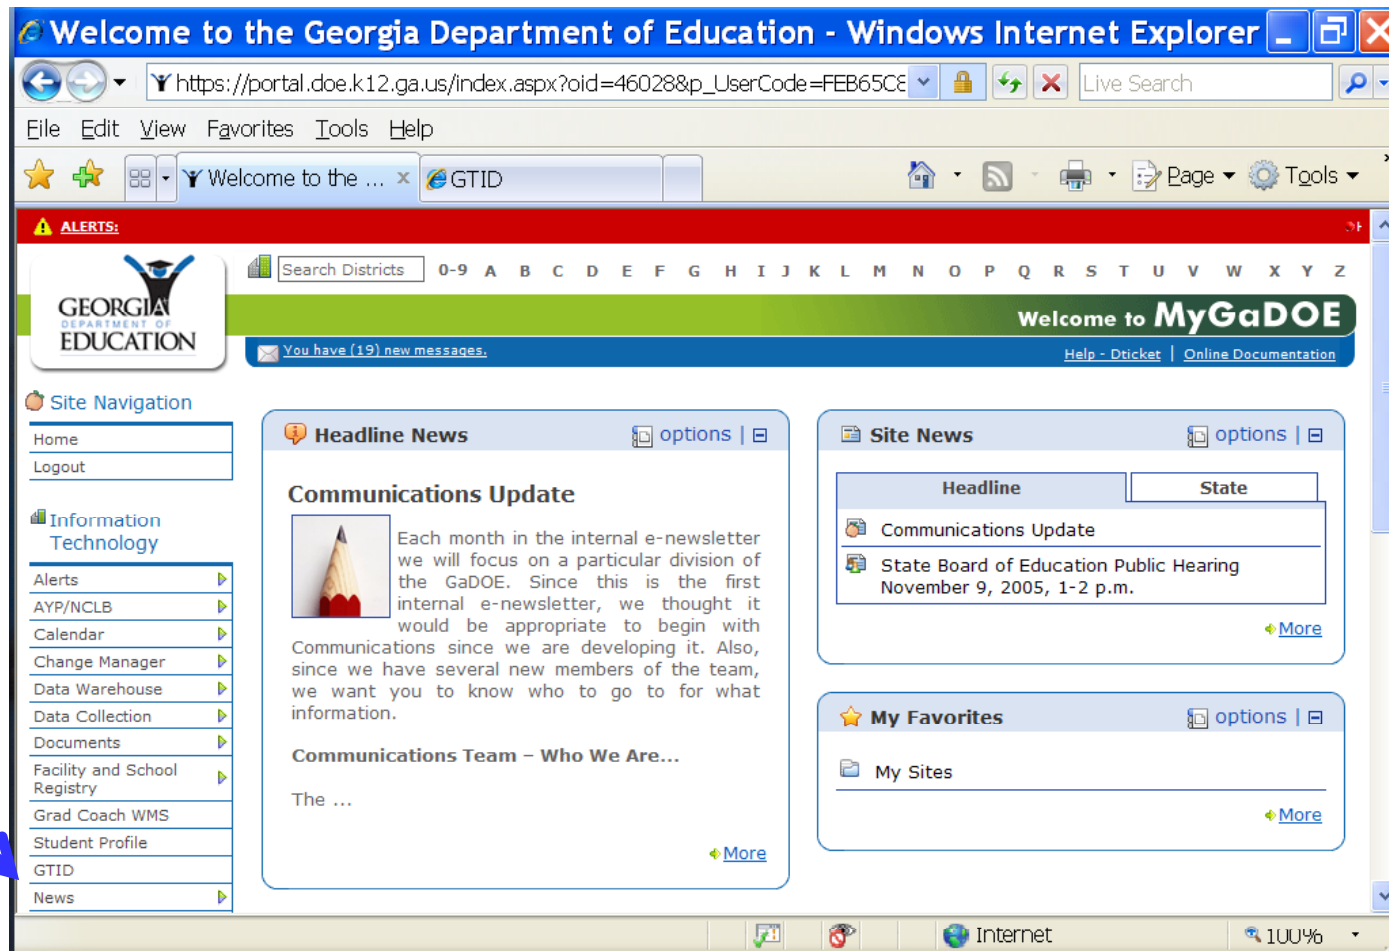 Welcome to the Georgia Department of Education - Windows Internet Explorer
https://portal.doe.k12.ga.us/index.aspx?oid=46028&p_UserCode=FEB65C8
Live Search
File Edit View Favorites Tools Help
Welcome to the ... GTID Page Tools
ALERTS:
Search Districts 0-9 A B C D E F G H I J K L M N O P Q R S T U V W X Y Z
GEORGIA
DEPARTMENT OF
EDUCATION
Welcome to MyGaDOE
You have (19) new messages. Help - Dticket | Online Documentation
Site Navigation
Home
Logout
Information
Technology
Alerts
AYP/NCLB
Calendar
Change Manager
Data Warehouse
Data Collection
Documents
Facility and School
Registry
Grad Coach WMS
Student Profile
GTID
News
Headline News options |
Communications Update
Each month in the internal e-newsletter
we will focus on a particular division of
the GaDOE. Since this is the first
internal e-newsletter, we thought it
would be appropriate to begin with
Communications since we are developing it. Also,
since we have several new members of the team,
we want you to know who to go to for what
information.
Communications Team – Who We Are...
The ...
More
Site News options |
Headline State
Communications Update
State Board of Education Public Hearing
November 9, 2005, 1-2 p.m.
More
My Favorites options |
My Sites
More
Internet 100%